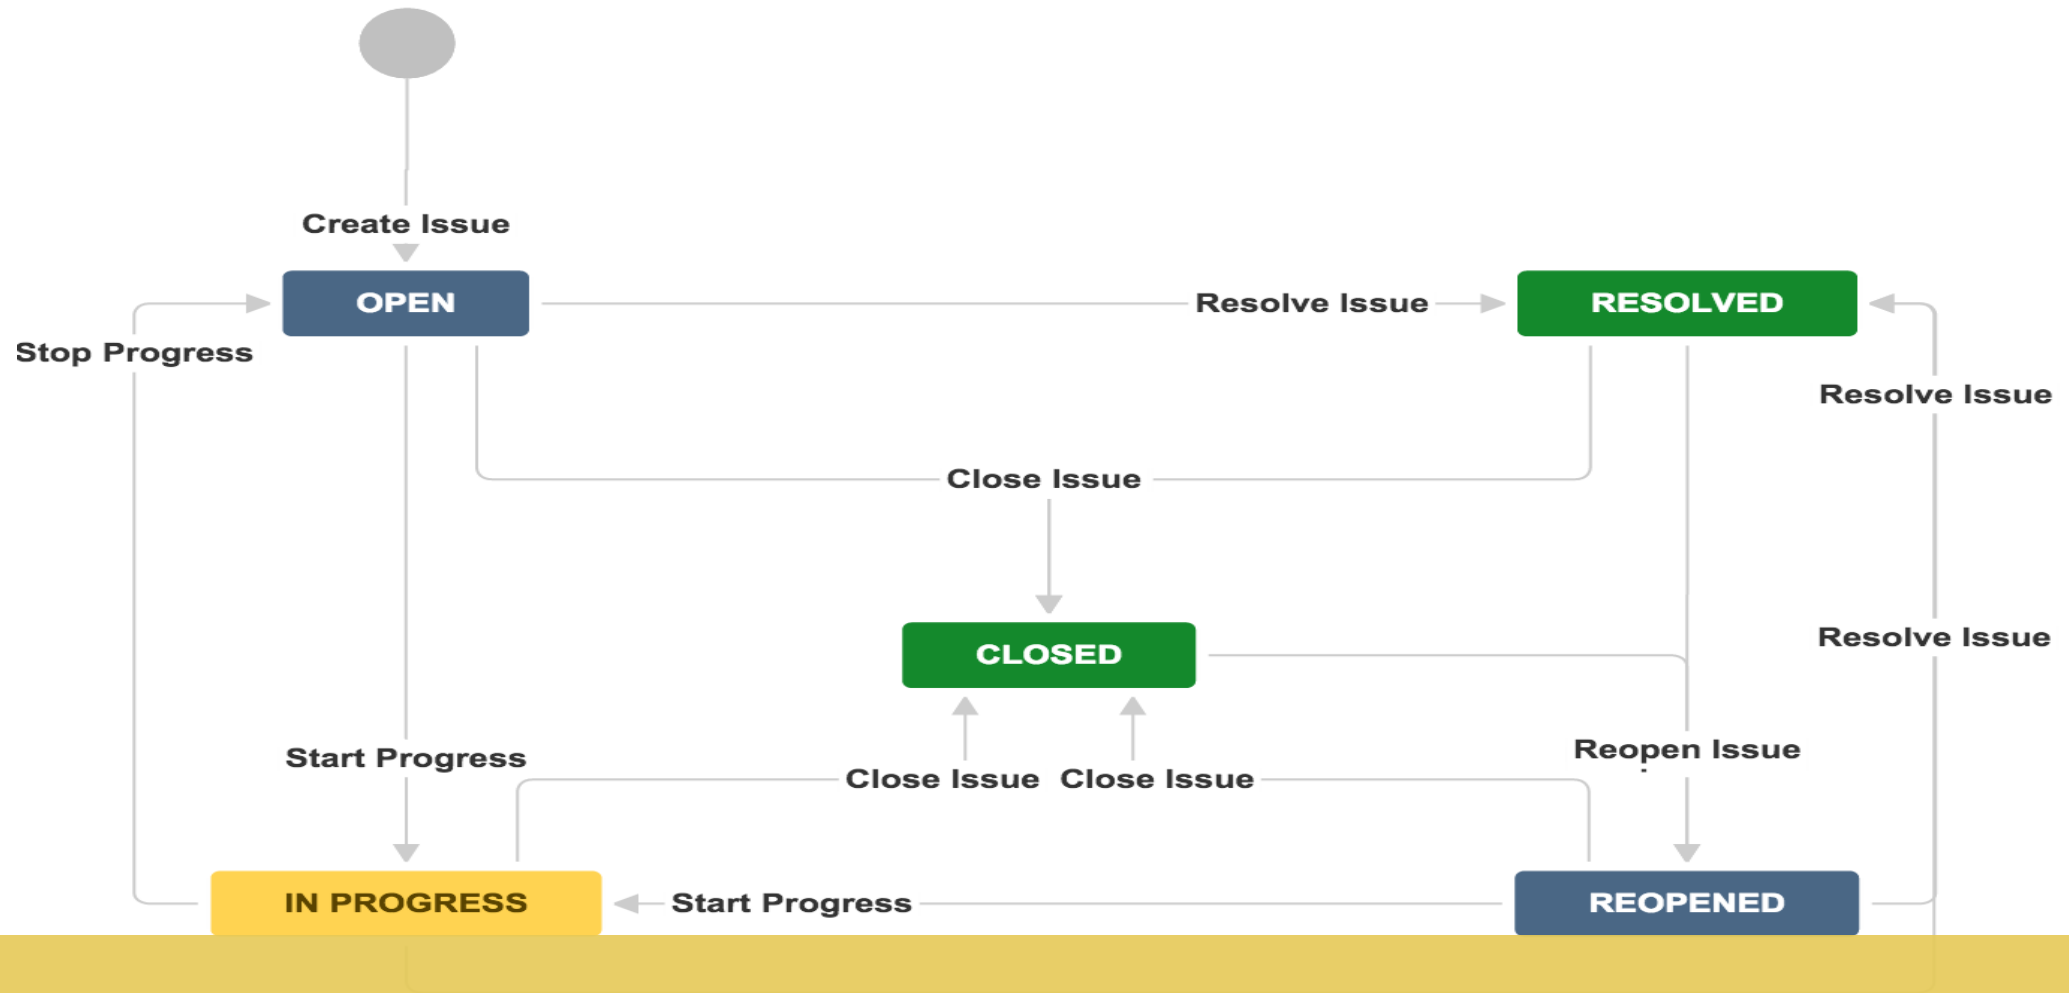 Create Issue
OPEN
Resolve Issue
RESOLVED
Stop Progress
Resolve Issue
Close Issue
Resolve Issue
CLOSED
Start Progress
Reopen Issue
Close Issue
Close Issue
IN PROGRESS
Start Progress
REOPENED